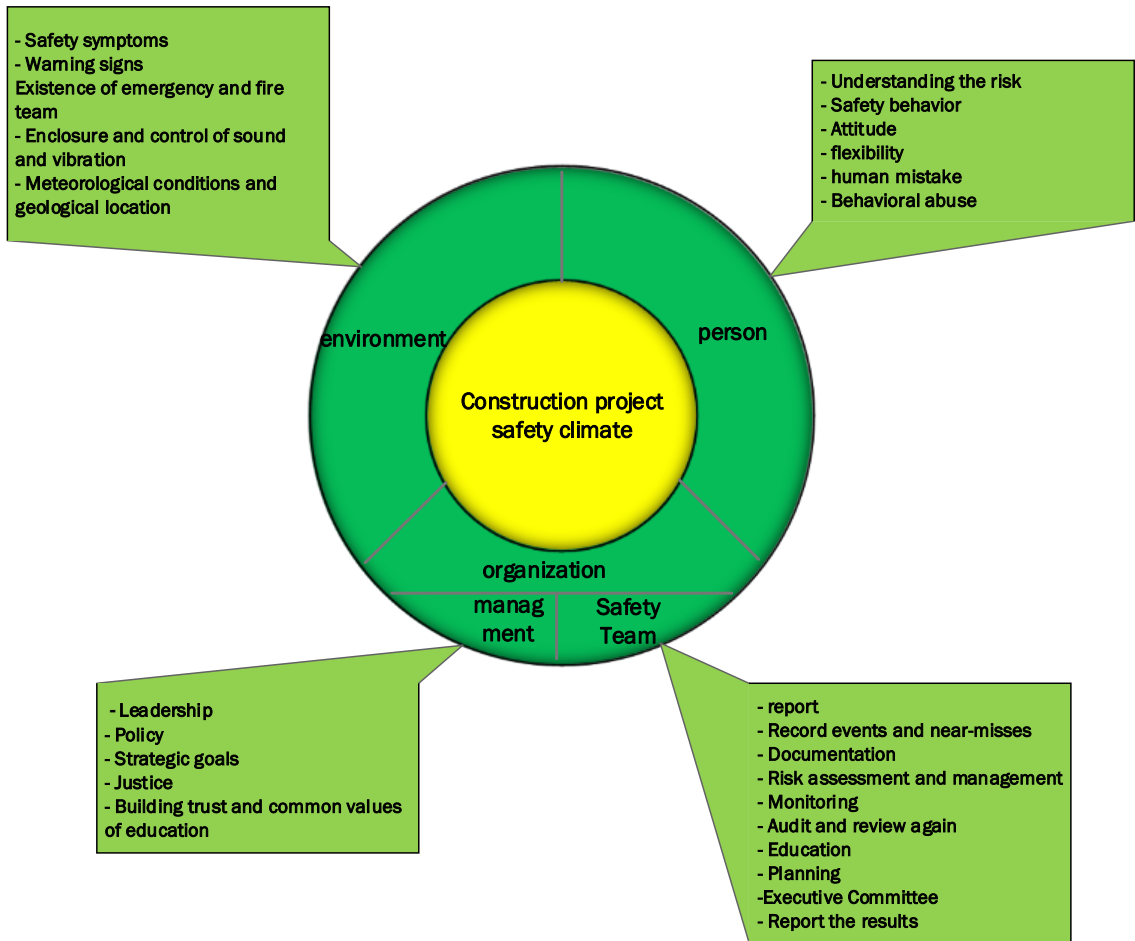 - Safety symptoms
- Warning signs
Existence of emergency and fire
team
- Enclosure and control of sound
and vibration
- Meteorological conditions and
geological location
- Understanding the risk
- Safety behavior
- Attitude
- flexibility
- human mistake
- Behavioral abuse
environment
person
Construction project
safety climate
organization
manag
ment
Safety
Team
- Leadership
- Policy
- Strategic goals
- Justice
- Building trust and common values
of education
- report
- Record events and near-misses
- Documentation
- Risk assessment and management
- Monitoring
- Audit and review again
- Education
- Planning
-Executive Committee
- Report the results